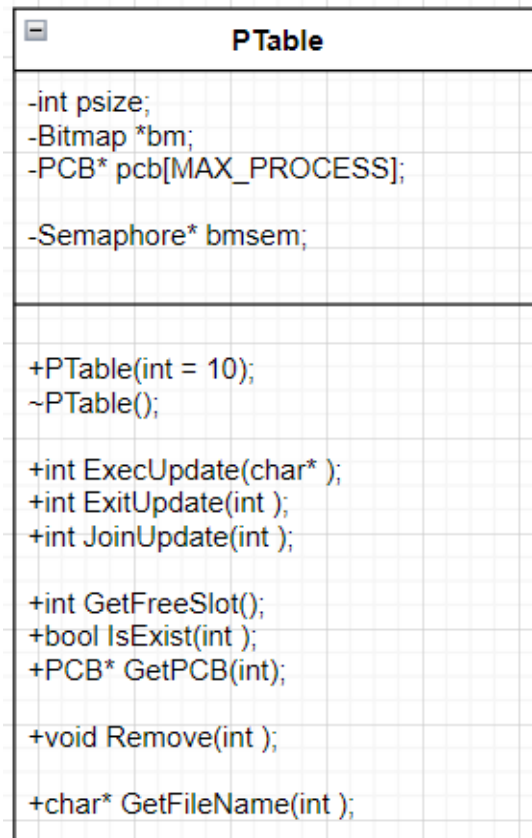 PTable
-int psize;
-Bitmap *bm;
-PCB* pcb[MAX_PROCESS];
-Semaphore* bmsem;
+PTable(int = 10);
~PTable();
+int ExecUpdate(char* );
+int ExitUpdate(int );
+int JoinUpdate(int );
+int GetFreeSlot();
+bool IsExist(int );
+PCB* GetPCB(int);
+void Remove(int );
+char* GetFileName(int );